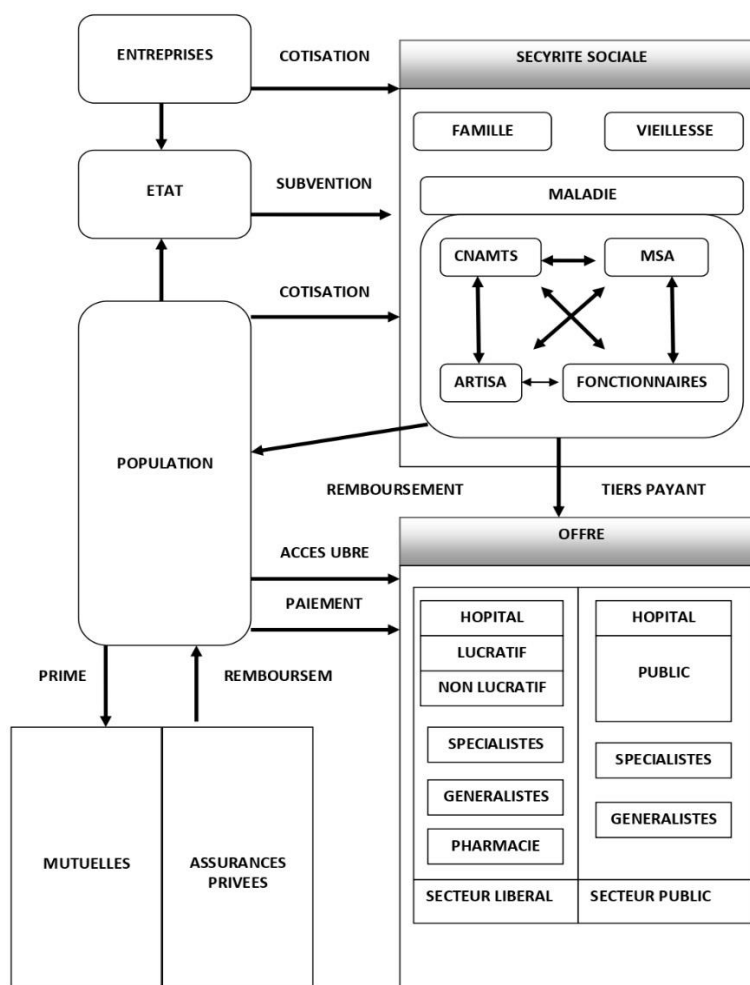 ENTREPRISES
COTISATION
SECYRITE SOCIALE
FAMILLE
VIEILLESSE
ETAT
SUBVENTION
MALADIE
CNAMTS
MSA
COTISATION
ARTISA
FONCTIONNAIRES
POPULATION
REMBOURSEMENT
TIERS PAYANT
OFFRE
ACCES UBRE
PAIEMENT
HOPITAL
LUCRATIF
NON LUCRATIF
HOPITAL
PUBLIC
PRIME
REMBOURSEM
SPECIALISTES
SPECIALISTES
GENERALISTES
GENERALISTES
PHARMACIE
MUTUELLES
ASSURANCES
PRIVEES
SECTEUR LIBERAL
SECTEUR PUBLIC